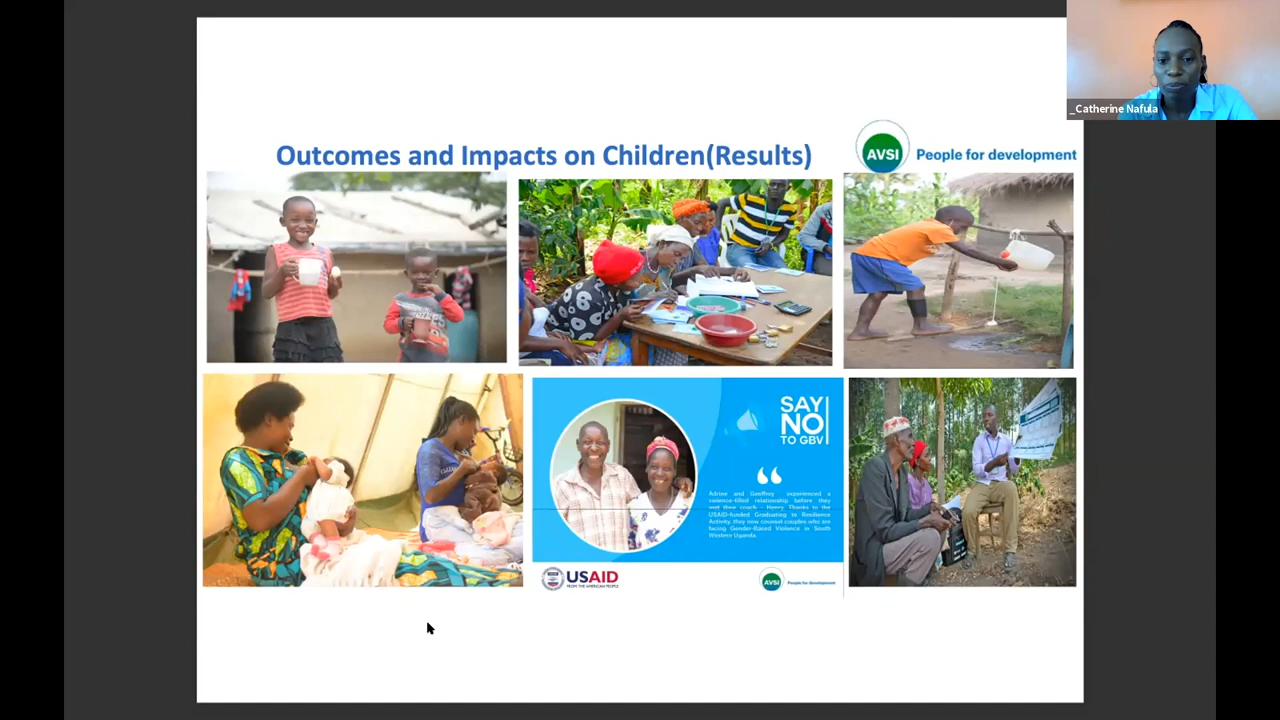 _Catherine Nafula
Outcomes and Impacts on Children(Results)
AVSI
People for development
SAY
NO
TO GBV
Adrine and Geoffrey experienced a
violence-filled relationship before they
met their coach - Henry. Thanks to the
USAID-funded Graduating to Resilience
Activity, they now counsel couples who are
facing Gender-Based Violence in South
Western Uganda.
USAID
FROM THE AMERICAN PEOPLE
AVSI
People for development